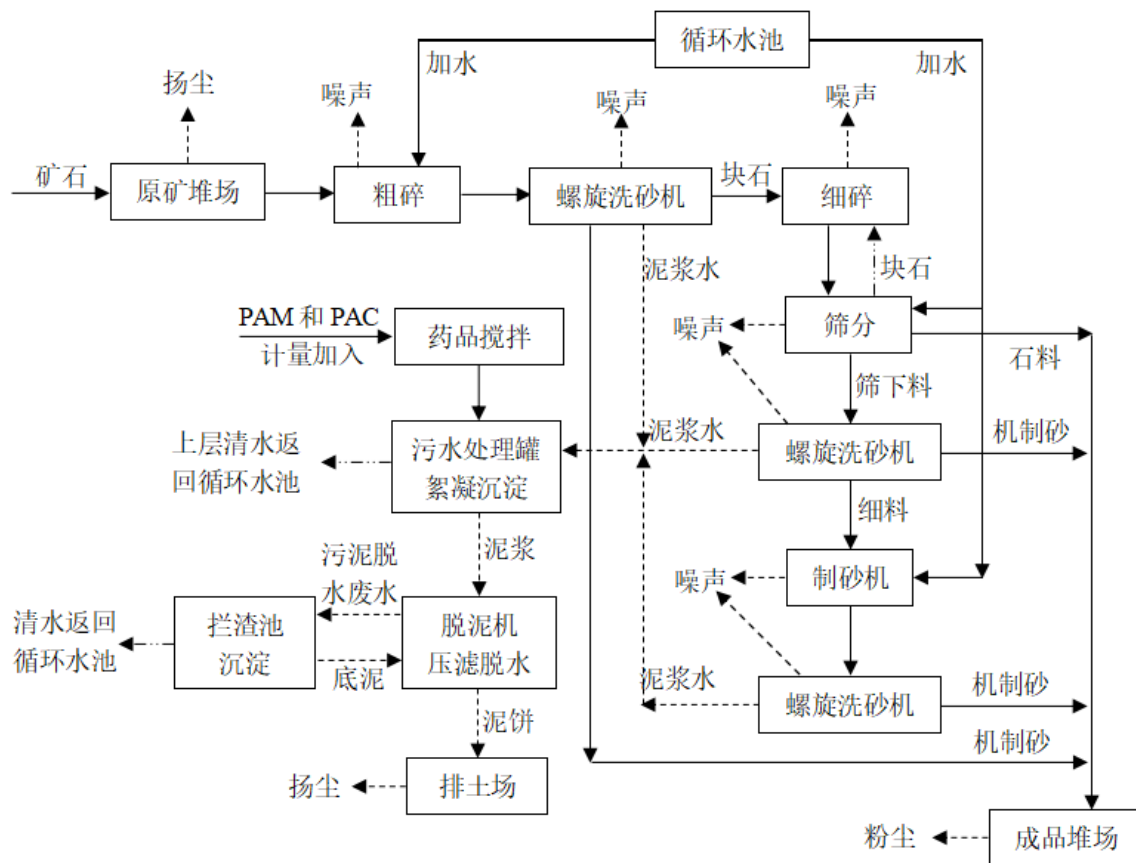 循环水池
加水
加水
扬尘
噪声
噪声
噪声
矿石
原矿堆场
粗碎
螺旋洗砂机
块石
细碎
泥浆水
块石
PAM 和 PAC
计量加入
药品搅拌
噪声
筛分
石料
筛下料
上层清水返
回循环水池
污水处理罐
絮凝沉淀
泥浆水
螺旋洗砂机
机制砂
细料
泥浆
污泥脱
水废水
噪声
制砂机
清水返回
循环水池
拦渣池
沉淀
底泥
脱泥机
压滤脱水
泥浆水
螺旋洗砂机
机制砂
泥饼
机制砂
扬尘
排土场
粉尘
成品堆场